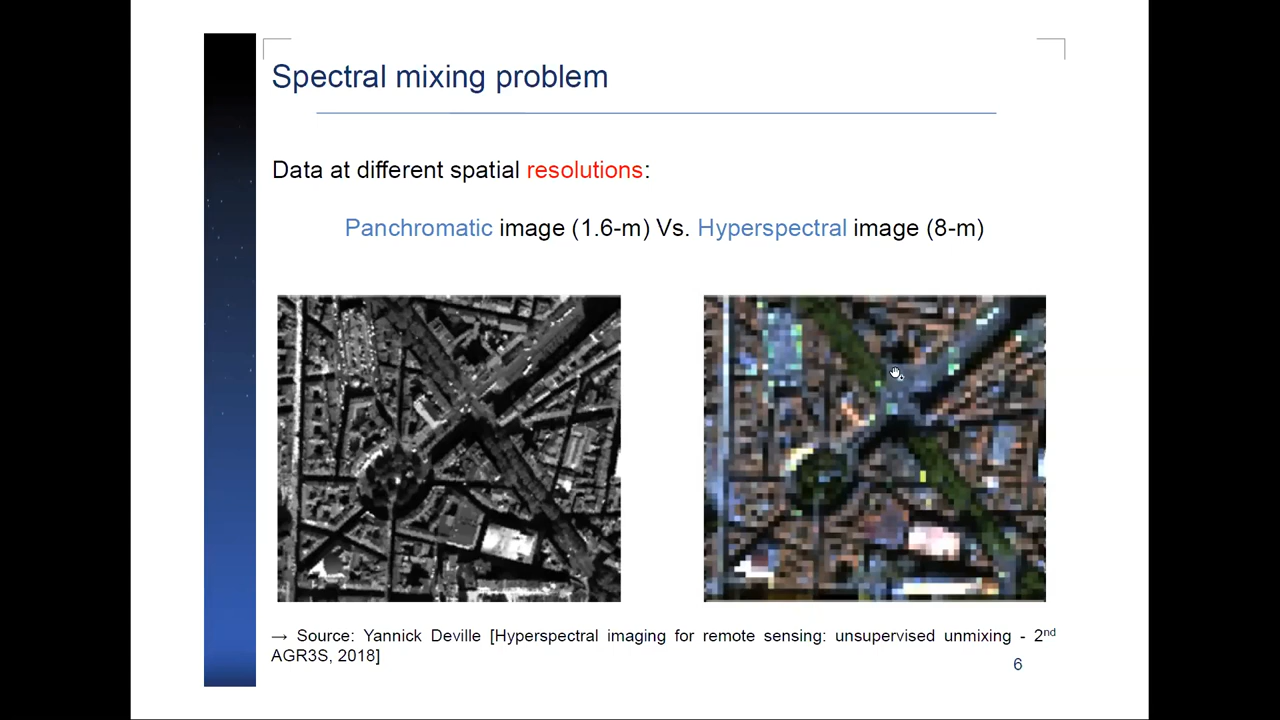 Spectral mixing problem
Data at different spatial resolutions:
Panchromatic image (1.6-m) Vs. Hyperspectral image (8-m)
→ Source: Yannick Deville [Hyperspectral imaging for remote sensing: unsupervised unmixing - 2nd
AGR3S, 2018]
6